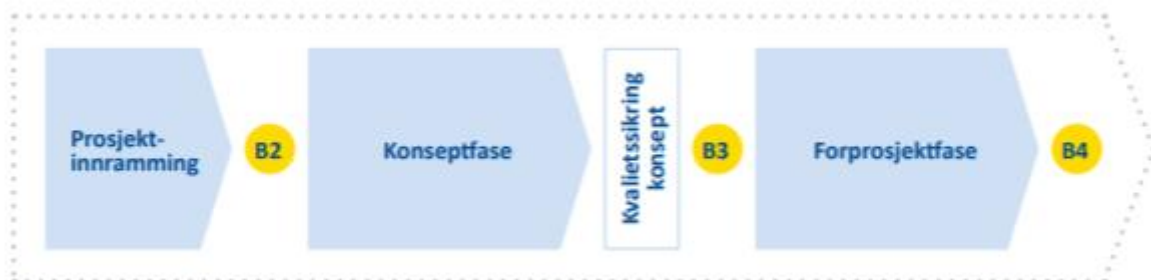 Prosjekt-
innramming
B2
Konseptfase
Kvalietssikring
konsept
B3
Forprosjektfase
B4